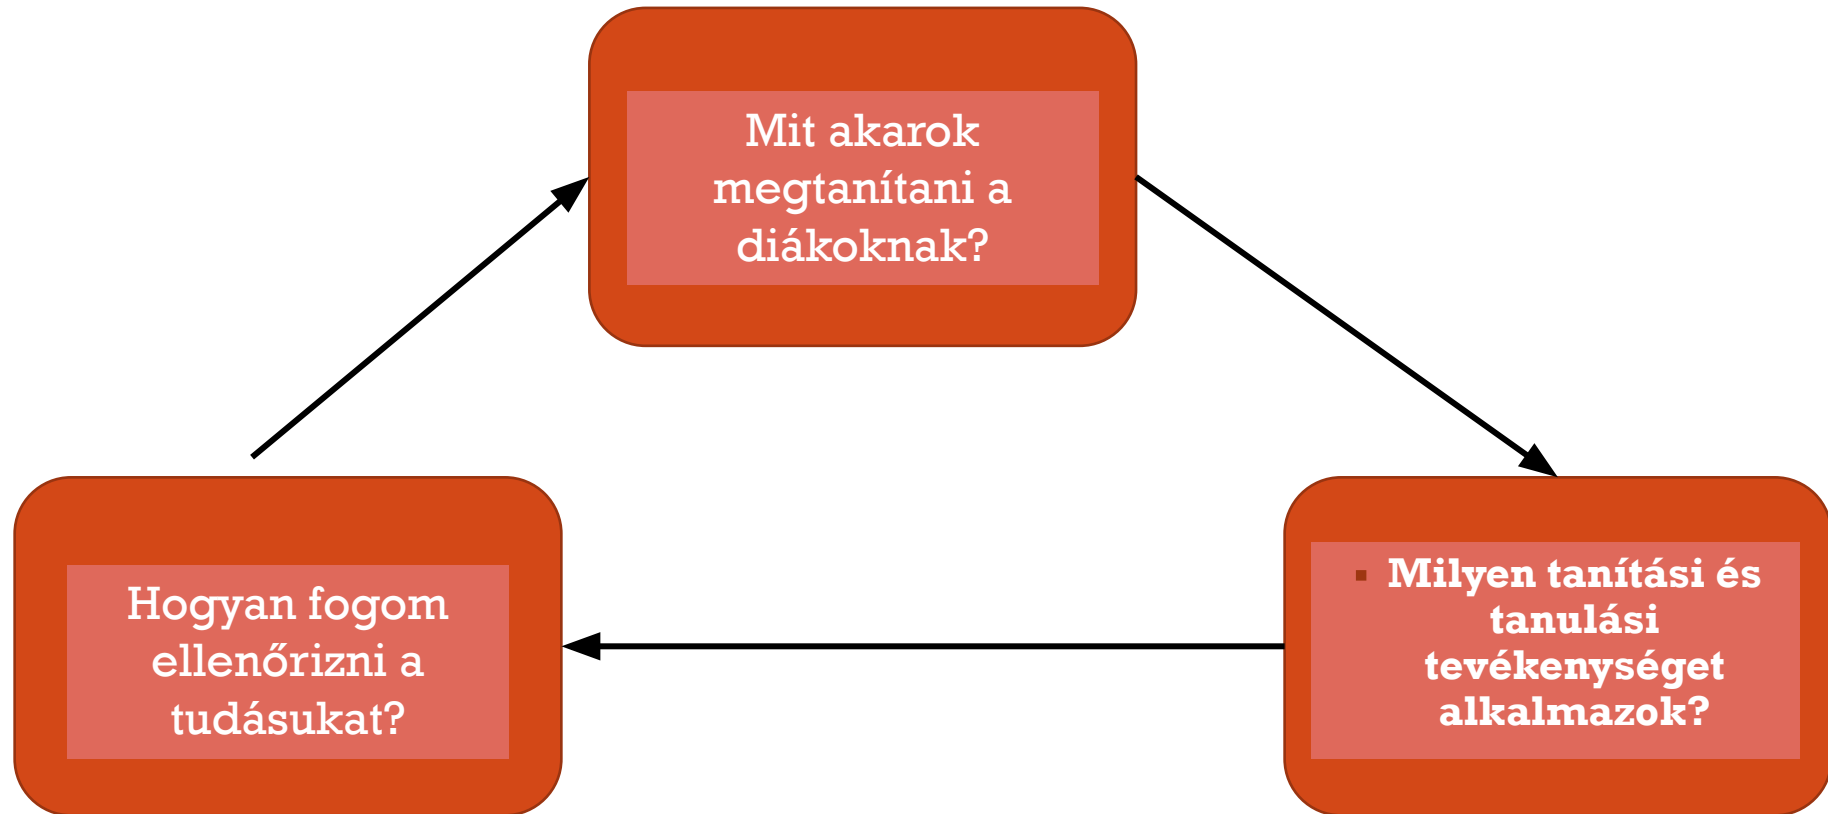 Mit akarok
megtanítani a
diákoknak?
Hogyan fogom
ellenőrizni a
tudásukat?
▪ Milyen tanítási és
tanulási
tevékenységet
alkalmazok?